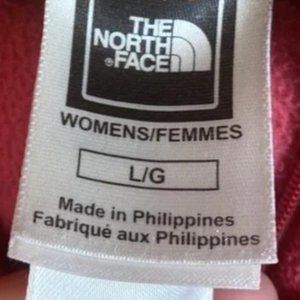 THE
NORTH
FACE
WOMENS/FEMMES
L/G
Made in Philippines
Fabriqué aux Philippines